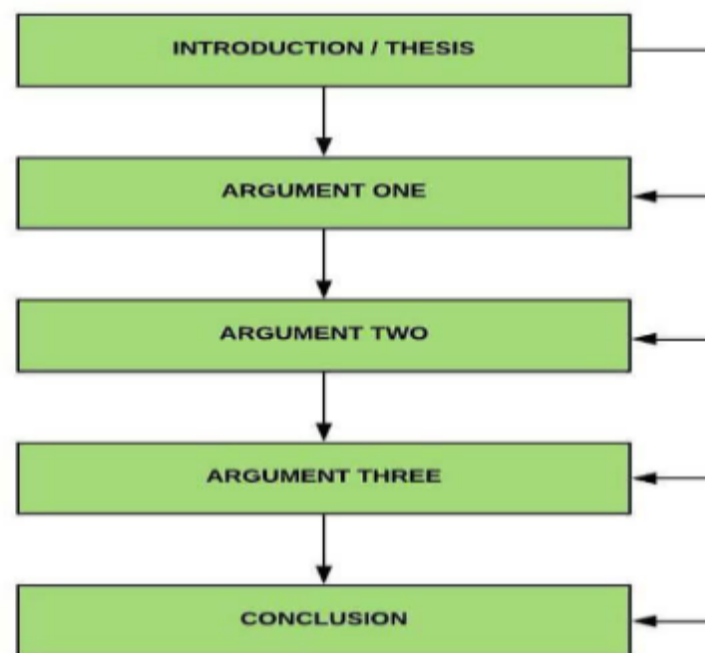 INTRODUCTION / THESIS
ARGUMENT ONE
ARGUMENT TWO
ARGUMENT THREE
CONCLUSION